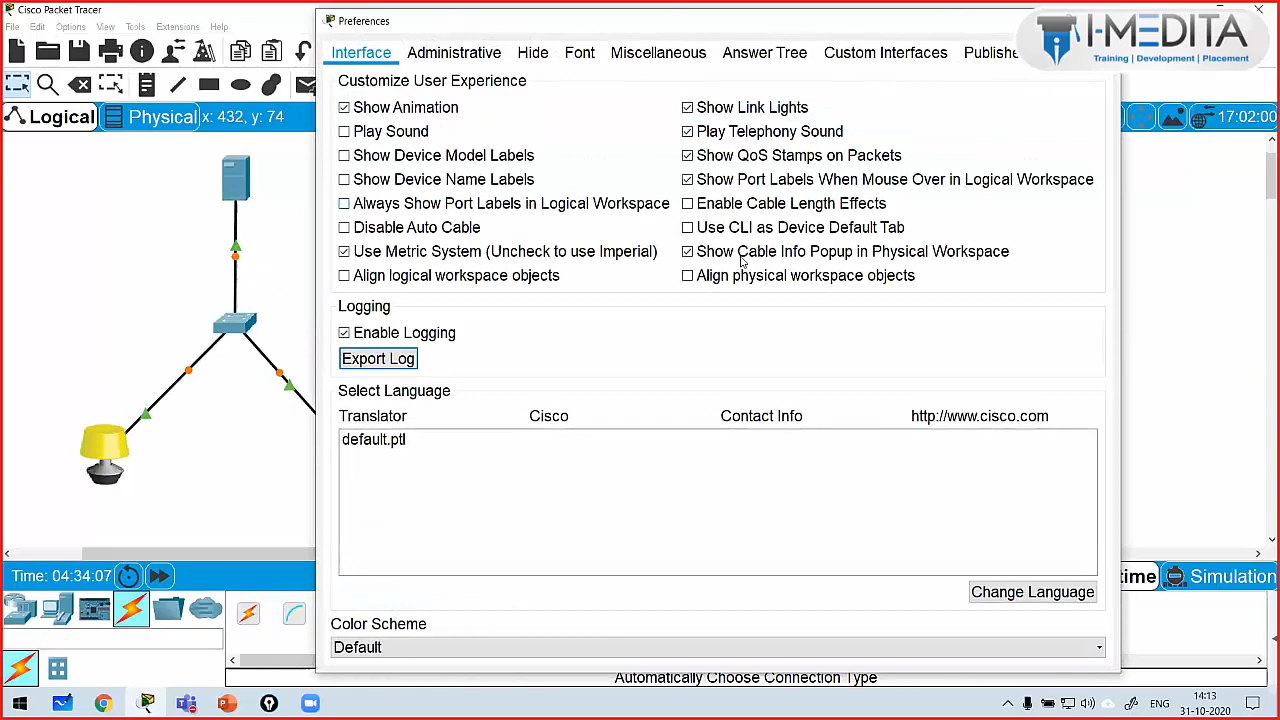 Cisco Packet Tracer
File Edit Options View Tools Extensions Help
Logical
Physical
x: 432, y: 74
17:02:00
I-MEDITA
Training | Development | Placement
Preferences
Interface Administrative Hide Font Miscellaneous Answer Tree Custom Interfaces Publishe
Customize User Experience
Show Animation
Show Link Lights
Play Sound
Play Telephony Sound
Show Device Model Labels
Show QoS Stamps on Packets
Show Device Name Labels
Show Port Labels When Mouse Over in Logical Workspace
Always Show Port Labels in Logical Workspace
Enable Cable Length Effects
Disable Auto Cable
Use CLI as Device Default Tab
Use Metric System (Uncheck to use Imperial)
Show Cable Info Popup in Physical Workspace
Align logical workspace objects
Align physical workspace objects
Logging
Enable Logging
Export Log
Select Language
Translator Cisco Contact Info http://www.cisco.com
default.ptl
Change Language
Color Scheme
Default
Time: 04:34:07
time
Simulation
Automatically Choose Connection Type
ENG
14:13
31-10-2020